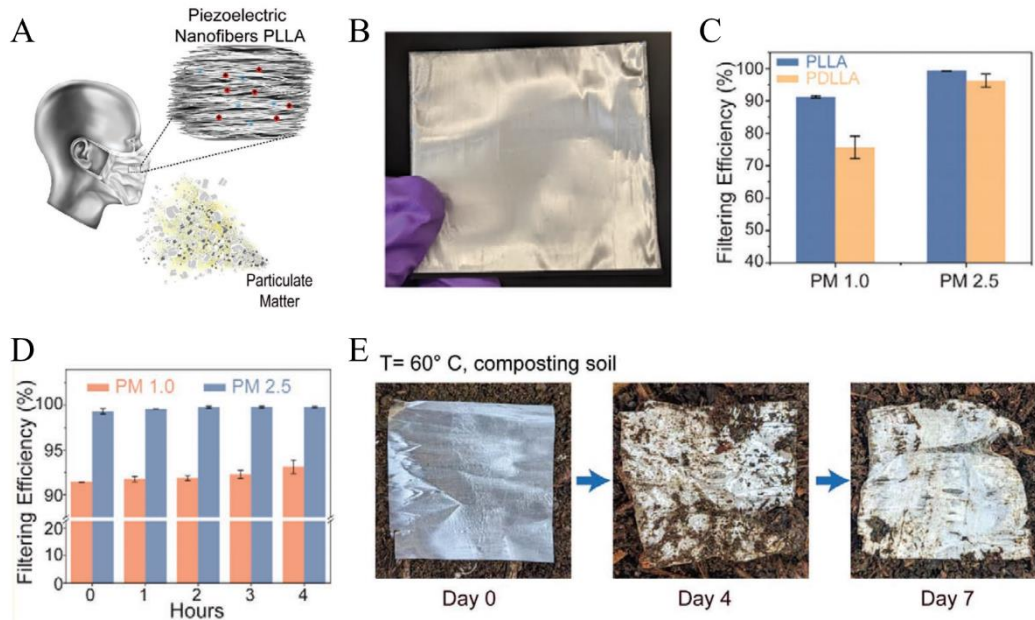 A
Piezoelectric
Nanofibers PLLA
Particulate
Matter
B
C
Filtering Efficiency (%)
100
90
80
70
60
50
40
PLLA
PDLLA
PM 1.0
PM 2.5
D
Filtering Efficiency (%)
100
95
90
20
10
0
PM 1.0
PM 2.5
0
1
2
3
4
Hours
E
T= 60° C, composting soil
Day 0
Day 4
Day 7